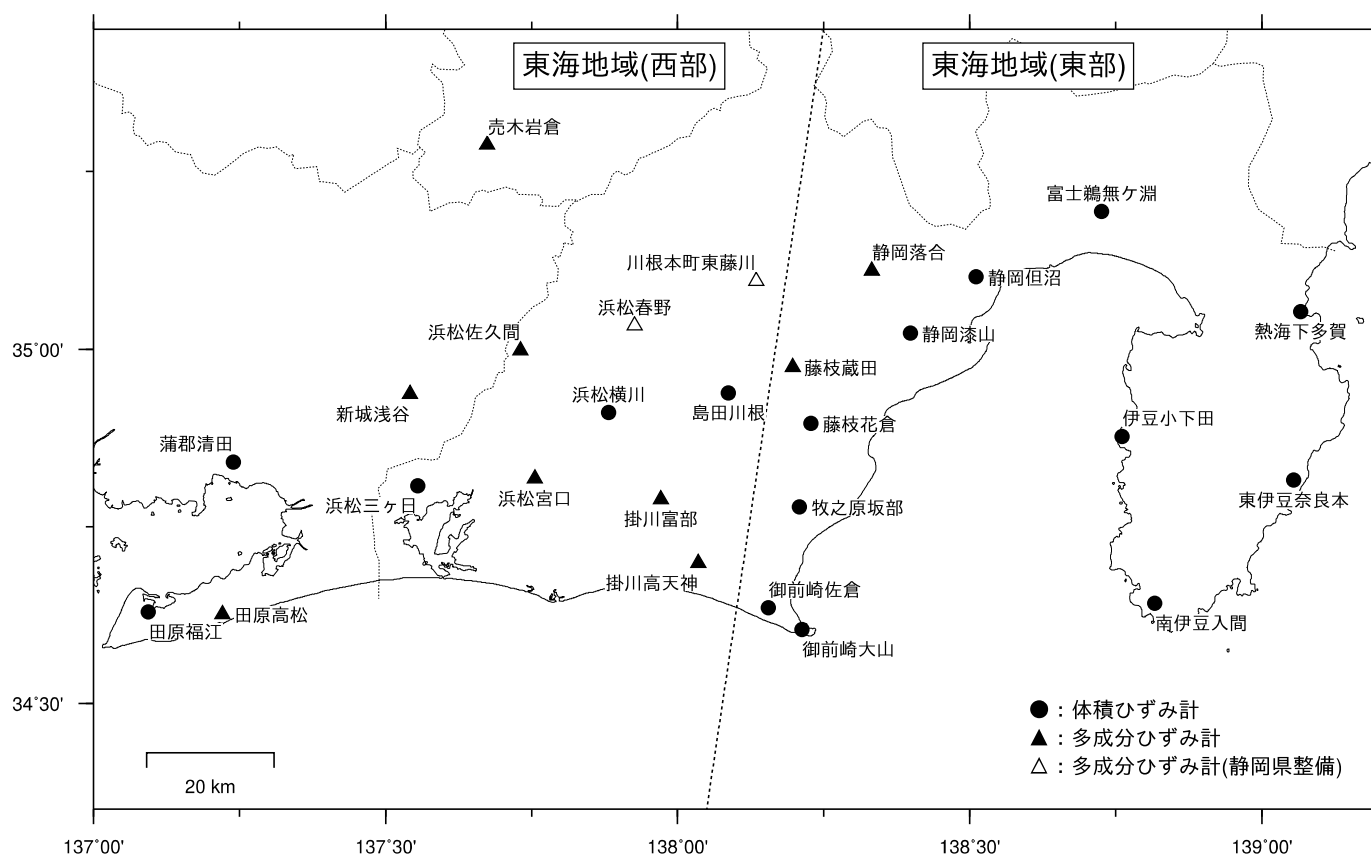 東海地域(西部)
東海地域(東部)
売木岩倉
富士鵜無ケ淵
静岡落合
川根本町東藤川
静岡但沼
浜松春野
熱海下多賀
浜松佐久間
静岡漆山
藤枝蔵田
浜松横川
島田川根
新城浅谷
伊豆小下田
藤枝花倉
蒲郡清田
浜松三ヶ日
浜松宮口
掛川富部
牧之原坂部
東伊豆奈良本
掛川高天神
御前崎佐倉
田原高松
田原福江
南伊豆入間
御前崎大山
35˚00'
34˚30'
●：体積ひずみ計
▲：多成分ひずみ計
△：多成分ひずみ計(静岡県整備)
20 km
137˚00'
137˚30'
138˚00'
138˚30'
139˚00'